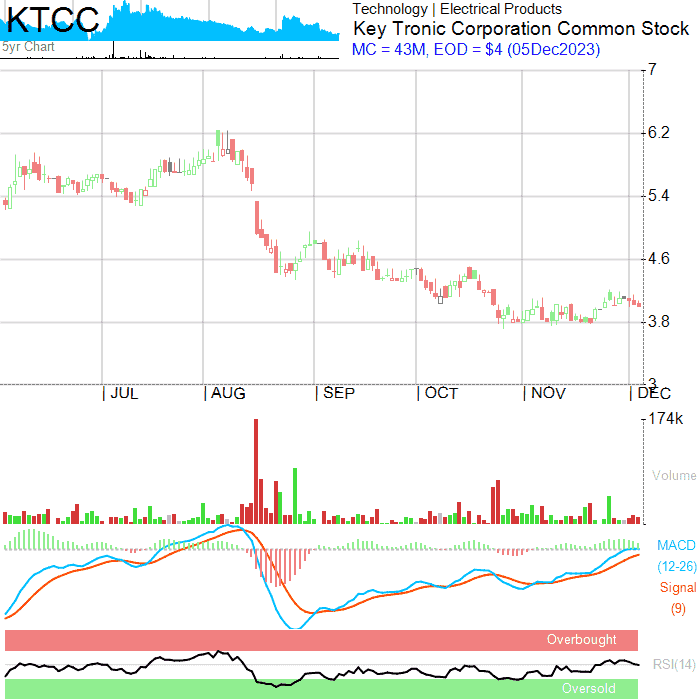 KTCC
5yr Chart
Technology | Electrical Products
Key Tronic Corporation Common Stock
MC = 43M, EOD = $4 (05Dec2023)
7
6.2
5.4
4.6
3.8
3
| JUL | AUG | SEP | OCT | NOV | DEC
174k
Volume
MACD
(12-26)
Signal
(9)
Overbought
RSI(14)
Oversold